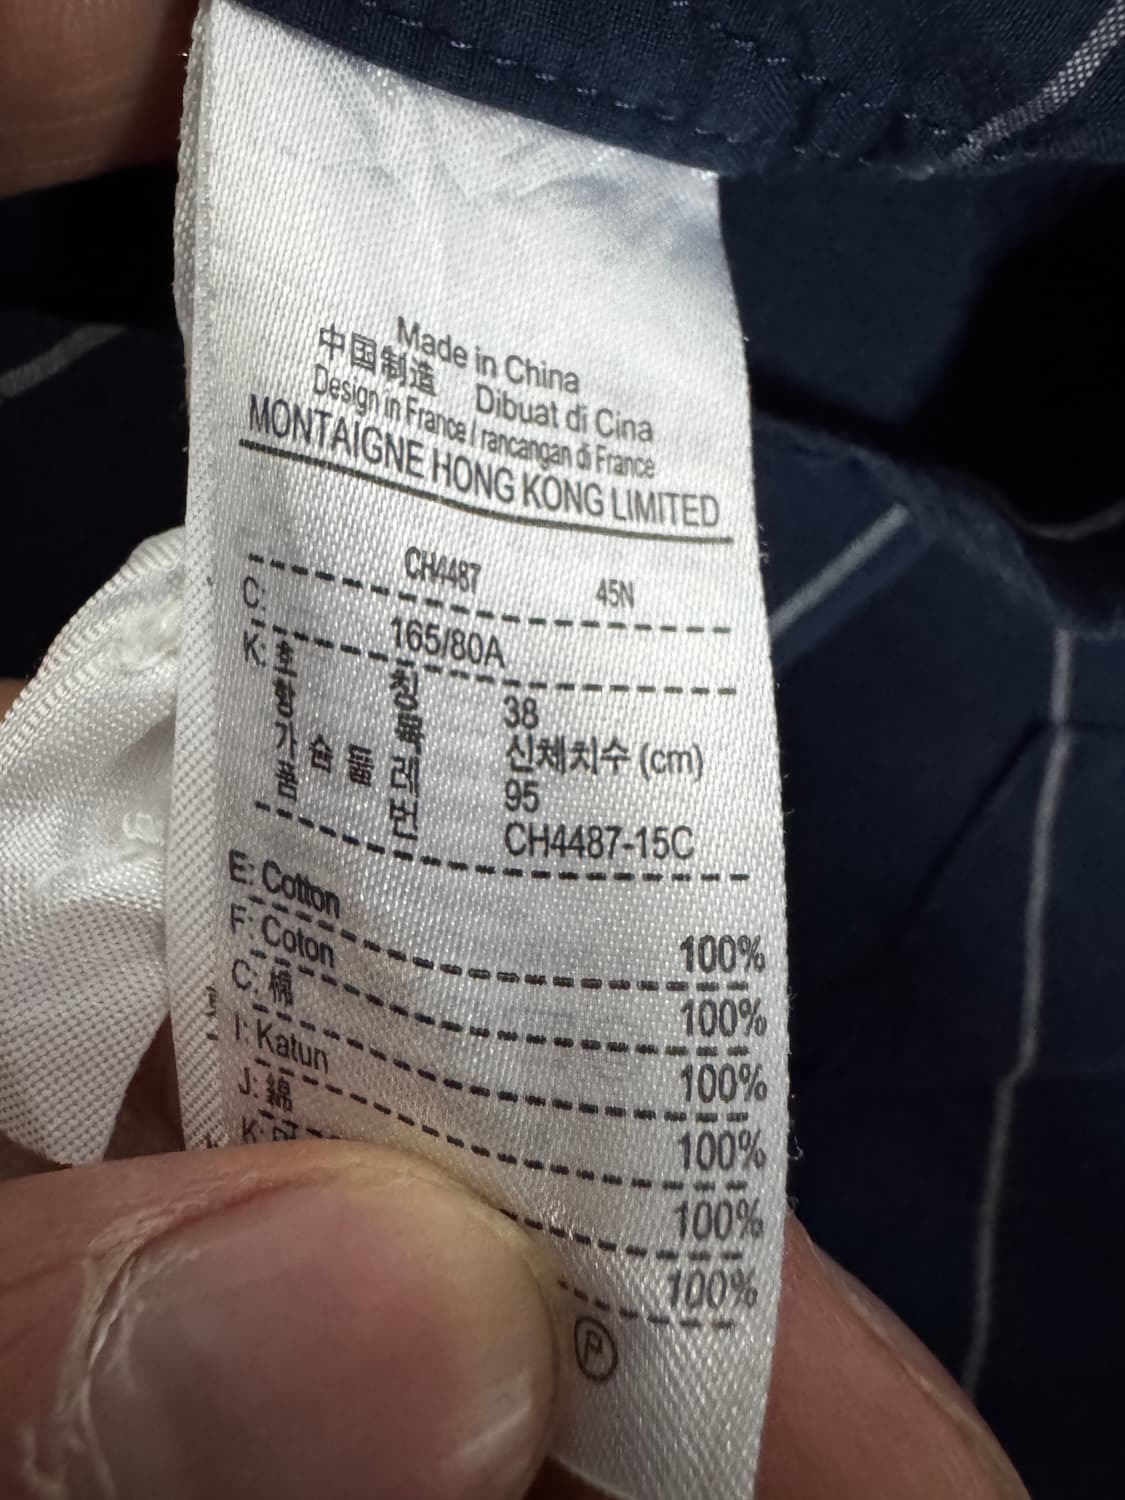 Made in China
中国制造 Dibuat di Cina
Design in France / rancangan di France
MONTAIGNE HONG KONG LIMITED
CH4487 45N
C: 165/80A
K: 38
신체치수 (cm)
95
CH4487-15C
E: Cotton 100%
F: Coton 100%
C: 棉 100%
I: Katun 100%
J: 綿 100%
K: 100%
P